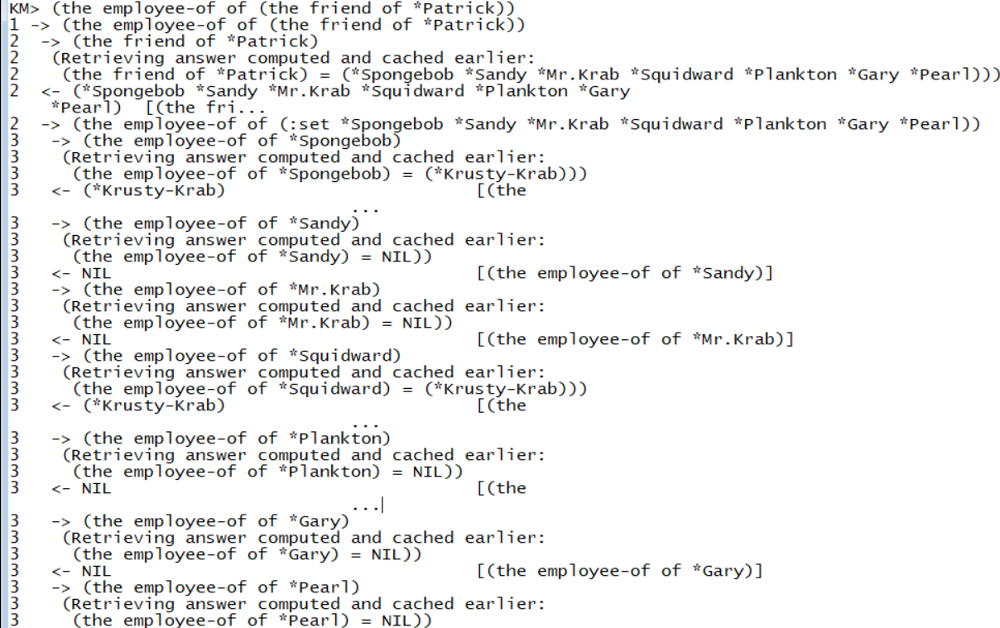 KM> (the employee-of of (the friend of *Patrick))
1 -> (the employee-of of (the friend of *Patrick))
2  -> (the friend of *Patrick)
2   (Retrieving answer computed and cached earlier:
2    (the friend of *Patrick) = (*Spongebob *Sandy *Mr.Krab *Squidward *Plankton *Gary *Pearl)))
2  <- (*Spongebob *Sandy *Mr.Krab *Squidward *Plankton *Gary
    *Pearl)  [(the fri...
2  -> (the employee-of of (:set *Spongebob *Sandy *Mr.Krab *Squidward *Plankton *Gary *Pearl))
3   -> (the employee-of of *Spongebob)
3    (Retrieving answer computed and cached earlier:
3     (the employee-of of *Spongebob) = (*Krusty-Krab)))
3   <- (*Krusty-Krab)                        [(the
                                 ...
3   -> (the employee-of of *Sandy)
3    (Retrieving answer computed and cached earlier:
3     (the employee-of of *Sandy) = NIL))
3   <- NIL                                   [(the employee-of of *Sandy)]
3   -> (the employee-of of *Mr.Krab)
3    (Retrieving answer computed and cached earlier:
3     (the employee-of of *Mr.Krab) = NIL))
3   <- NIL                                   [(the employee-of of *Mr.Krab)]
3   -> (the employee-of of *Squidward)
3    (Retrieving answer computed and cached earlier:
3     (the employee-of of *Squidward) = (*Krusty-Krab)))
3   <- (*Krusty-Krab)                        [(the
                                 ...
3   -> (the employee-of of *Plankton)
3    (Retrieving answer computed and cached earlier:
3     (the employee-of of *Plankton) = NIL))
3   <- NIL                                   [(the
                                 ...
3   -> (the employee-of of *Gary)
3    (Retrieving answer computed and cached earlier:
3     (the employee-of of *Gary) = NIL))
3   <- NIL                                   [(the employee-of of *Gary)]
3   -> (the employee-of of *Pearl)
3    (Retrieving answer computed and cached earlier:
3     (the employee-of of *Pearl) = NIL))